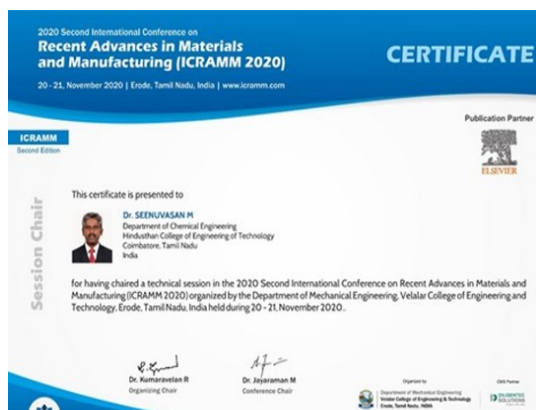 2020 Second International Conference on
Recent Advances in Materials
and Manufacturing (ICRAMM 2020)
20 - 21, November 2020 | Erode, Tamil Nadu, India | www.icramm.com
CERTIFICATE
Publication Partner
ELSEVIER
ICRAMM
Second Edition
Session Chair
This certificate is presented to
Dr. SEENUVASAN M
Department of Chemical Engineering
Hindusthan College of Engineering of Technology
Coimbatore, Tamil Nadu
India
for having chaired a technical session in the 2020 Second International Conference on Recent Advances in Materials and
Manufacturing (ICRAMM 2020) organized by the Department of Mechanical Engineering, Velalar College of Engineering and
Technology, Erode, Tamil Nadu, India held during 20 - 21, November 2020..
Dr. Kumaravelan R
Organizing Chair
Dr. Jayaraman M
Conference Chair
Organized by
Department of Mechanical Engineering
Velalar College of Engineering & Technology
Erode, Tamil Nadu, INDIA
CMS Partner
DILIGENTEC
SOLUTIONS